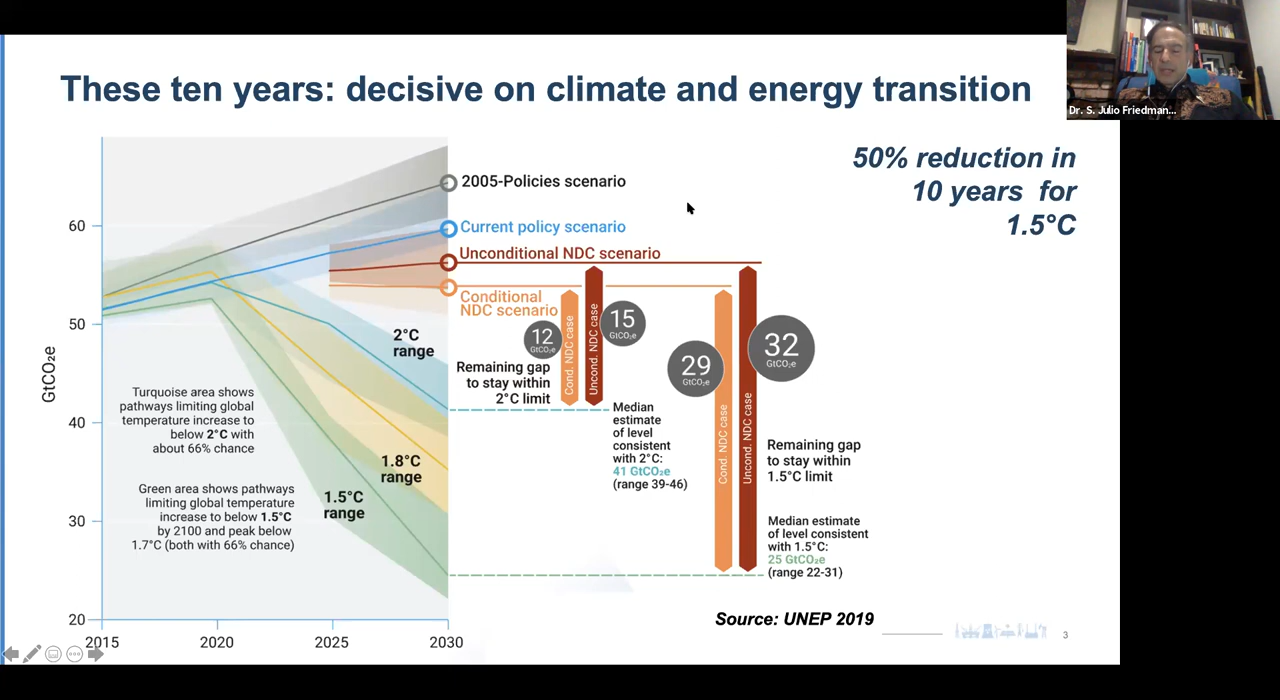 Dr. S. Julio Friedman...
These ten years: decisive on climate and energy transition
50% reduction in
10 years for
1.5°C
GtCO₂e
60
50
40
30
20
2015
2020
2025
2030
2005-Policies scenario
Current policy scenario
Unconditional NDC scenario
Conditional
NDC scenario
2°C
range
1.8°C
range
1.5°C
range
Turquoise area shows
pathways limiting global
temperature increase to
below 2°C with
about 66% chance
Green area shows pathways
limiting global temperature
increase to below 1.5°C
by 2100 and peak below
1.7°C (both with 66% chance)
12
GtCO₂e
Cond. NDC case
Uncond. NDC case
15
GtCO₂e
Remaining gap
to stay within
2°C limit
Median
estimate
of level
consistent
with 2°C:
41 GtCO₂e
(range 39-46)
29
GtCO₂e
Cond. NDC case
Uncond. NDC case
32
GtCO₂e
Remaining gap
to stay within
1.5°C limit
Median estimate
of level consistent
with 1.5°C:
25 GtCO₂e
(range 22-31)
Source: UNEP 2019
3